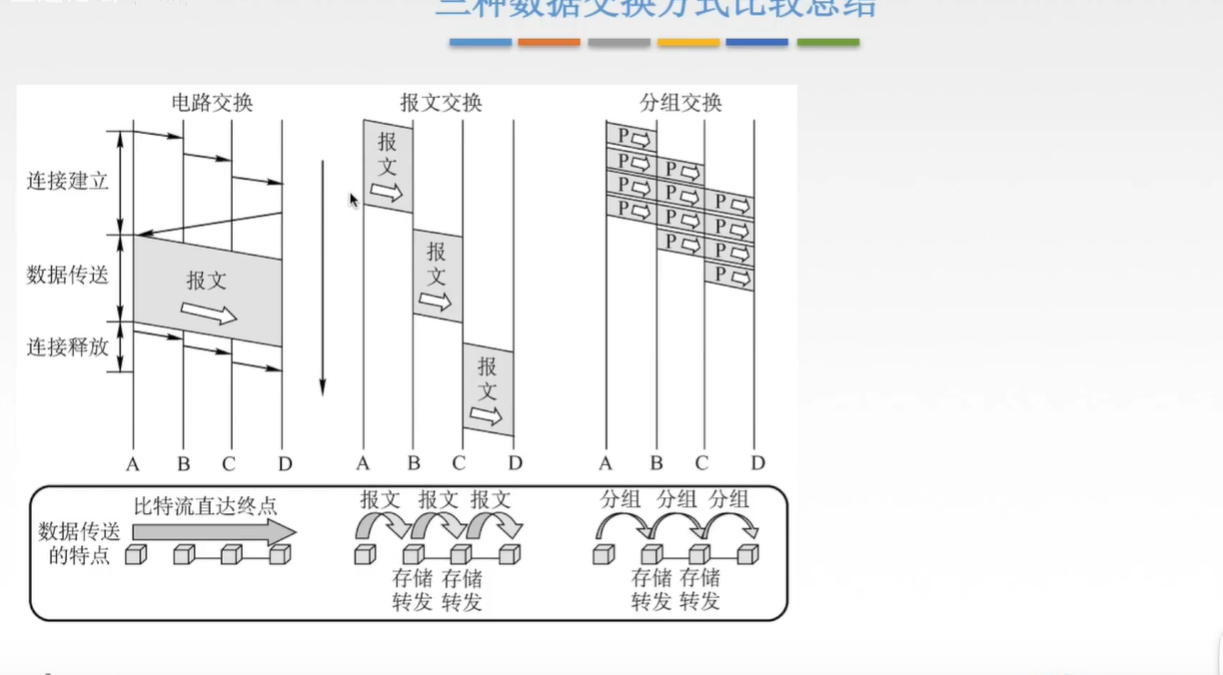 三种数据交换方式比较总结
电路交换
报文交换
分组交换
连接建立
数据传送
连接释放
报文
报
文
报
文
报
文
P
P
P
P
P
P
P
P
P
P
P
P
A B C D
A B C D
A B C D
数据传送
的特点
比特流直达终点
报文 报文 报文
存储 存储
转发 转发
分组 分组 分组
存储 存储
转发 转发